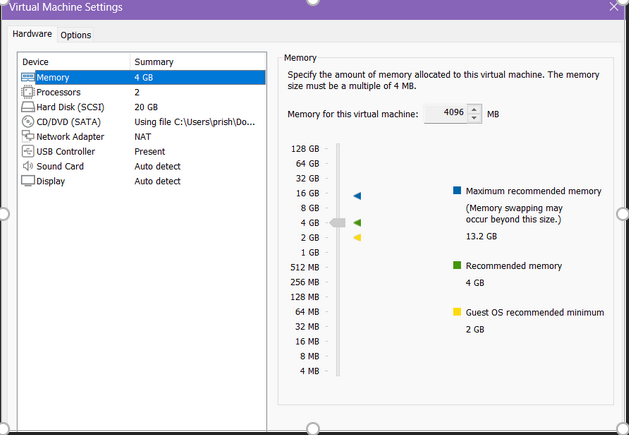 Virtual Machine Settings
Hardware Options
Device Summary
Memory 4 GB
Processors 2
Hard Disk (SCSI) 20 GB
CD/DVD (SATA) Using file C:\Users\prish\Do...
Network Adapter NAT
USB Controller Present
Sound Card Auto detect
Display Auto detect
Memory
Specify the amount of memory allocated to this virtual machine. The memory
size must be a multiple of 4 MB.
Memory for this virtual machine: 4096 MB
128 GB
64 GB
32 GB
16 GB
8 GB
4 GB
2 GB
1 GB
512 MB
256 MB
128 MB
64 MB
32 MB
16 MB
8 MB
4 MB
Maximum recommended memory
(Memory swapping may
occur beyond this size.)
13.2 GB
Recommended memory
4 GB
Guest OS recommended minimum
2 GB